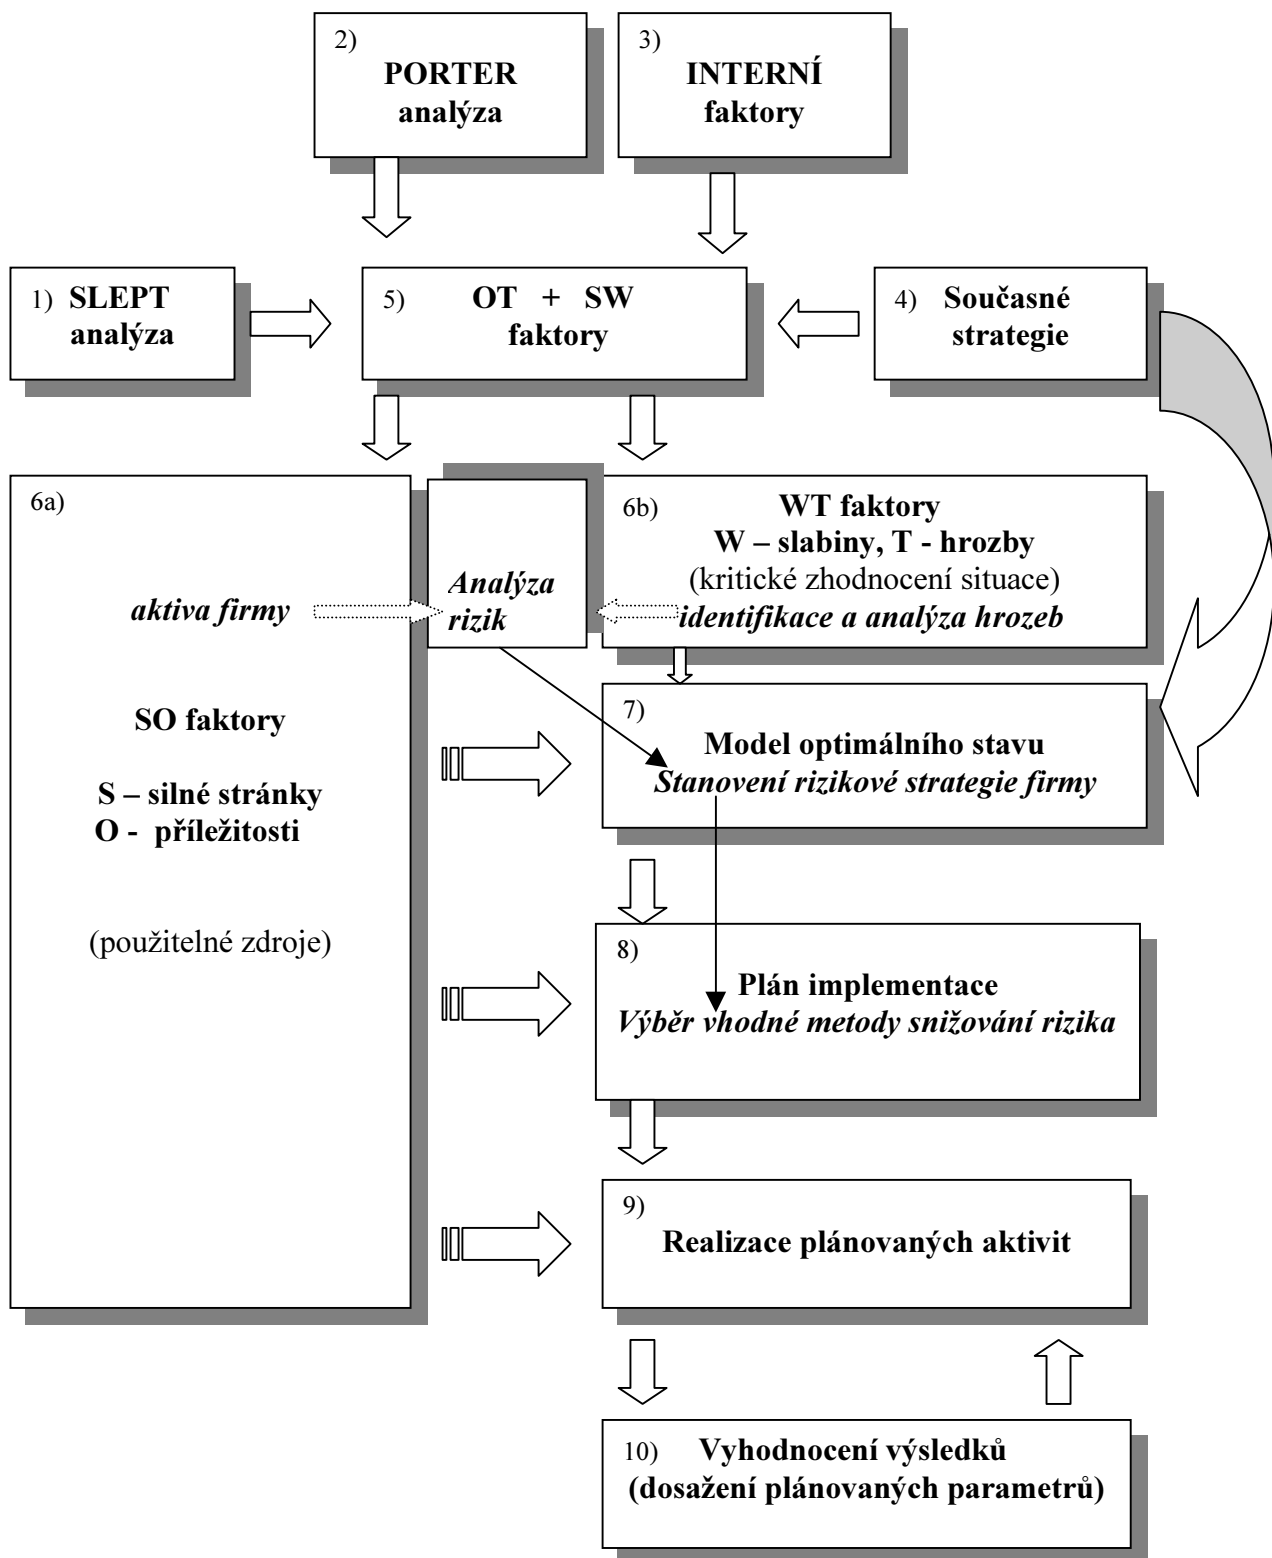 2)
PORTER
analýza
3)
INTERNÍ
faktory
1) SLEPT
analýza
5) OT + SW
faktory
4) Současné
strategie
6a)
aktiva firmy
SO faktory
S – silné stránky
O - příležitosti
(použitelné zdroje)
Analýza
rizik
6b)
WT faktory
W – slabiny, T - hrozby
(kritické zhodnocení situace)
identifikace a analýza hrozeb
7)
Model optimálního stavu
Stanovení rizikové strategie firmy
8)
Plán implementace
Výběr vhodné metody snižování rizika
9)
Realizace plánovaných aktivit
10) Vyhodnocení výsledků
(dosažení plánovaných parametrů)